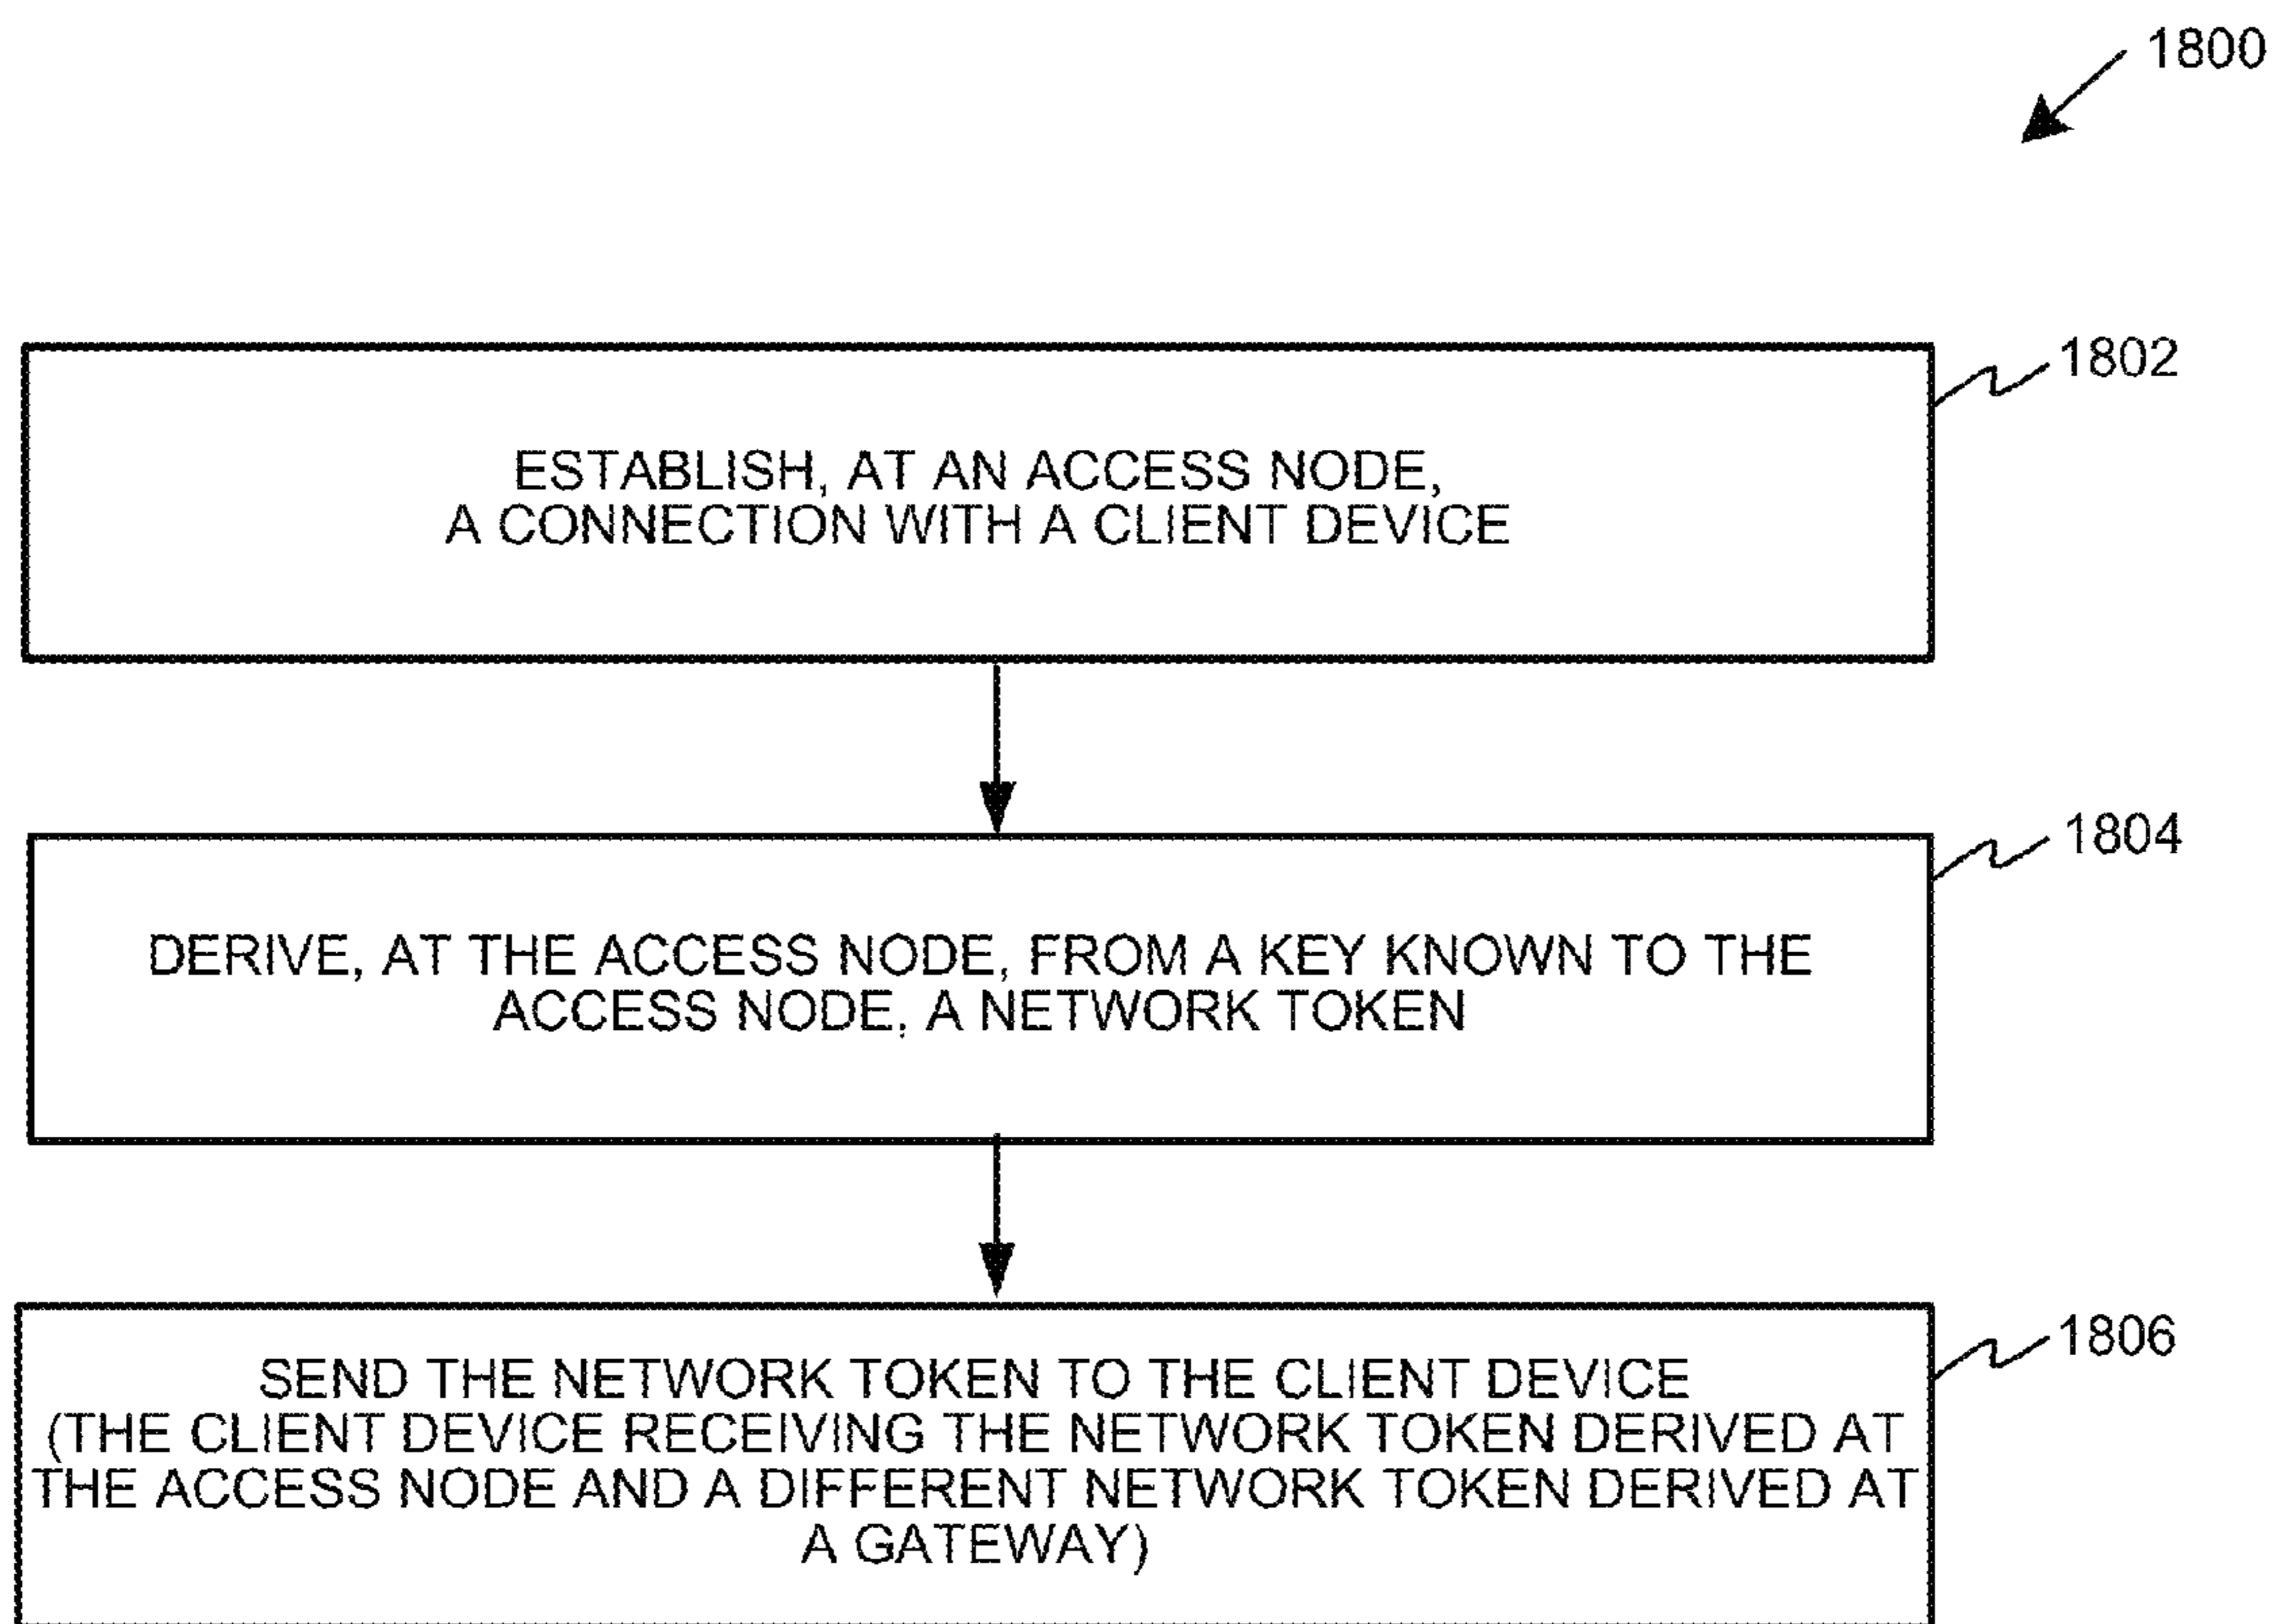 1800
1802
ESTABLISH, AT AN ACCESS NODE,
A CONNECTION WITH A CLIENT DEVICE
1804
DERIVE, AT THE ACCESS NODE, FROM A KEY KNOWN TO THE
ACCESS NODE, A NETWORK TOKEN
1806
SEND THE NETWORK TOKEN TO THE CLIENT DEVICE
(THE CLIENT DEVICE RECEIVING THE NETWORK TOKEN DERIVED AT
THE ACCESS NODE AND A DIFFERENT NETWORK TOKEN DERIVED AT
A GATEWAY)